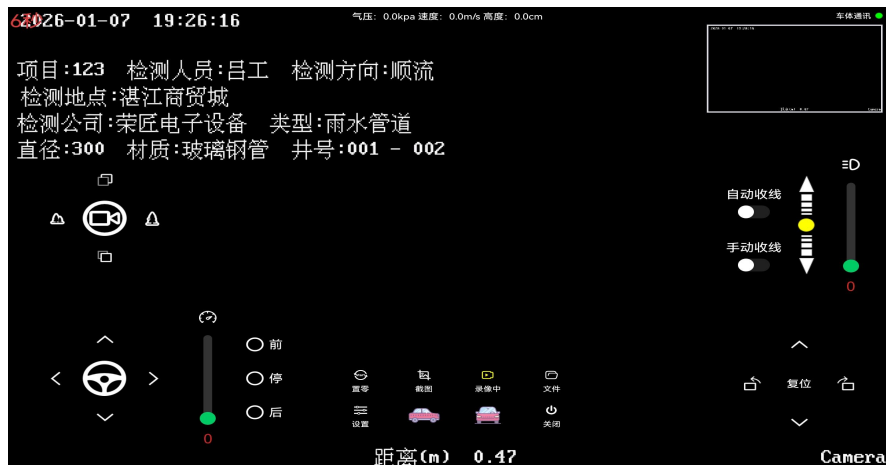 6秒
2026-01-07 19:26:16
气压: 0.0kpa 速度: 0.0m/s 高度: 0.0cm
车体通讯
项目:123 检测人员:吕工 检测方向:顺流
检测地点:湛江商贸城
检测公司:荣匠电子设备 类型:雨水管道
直径:300 材质:玻璃钢管 井号:001 - 002
自动收线
手动收线
0
前
停
后
0
置零
截图
录像中
文件
设置
关闭
复位
距离(m) 0.47
Camera